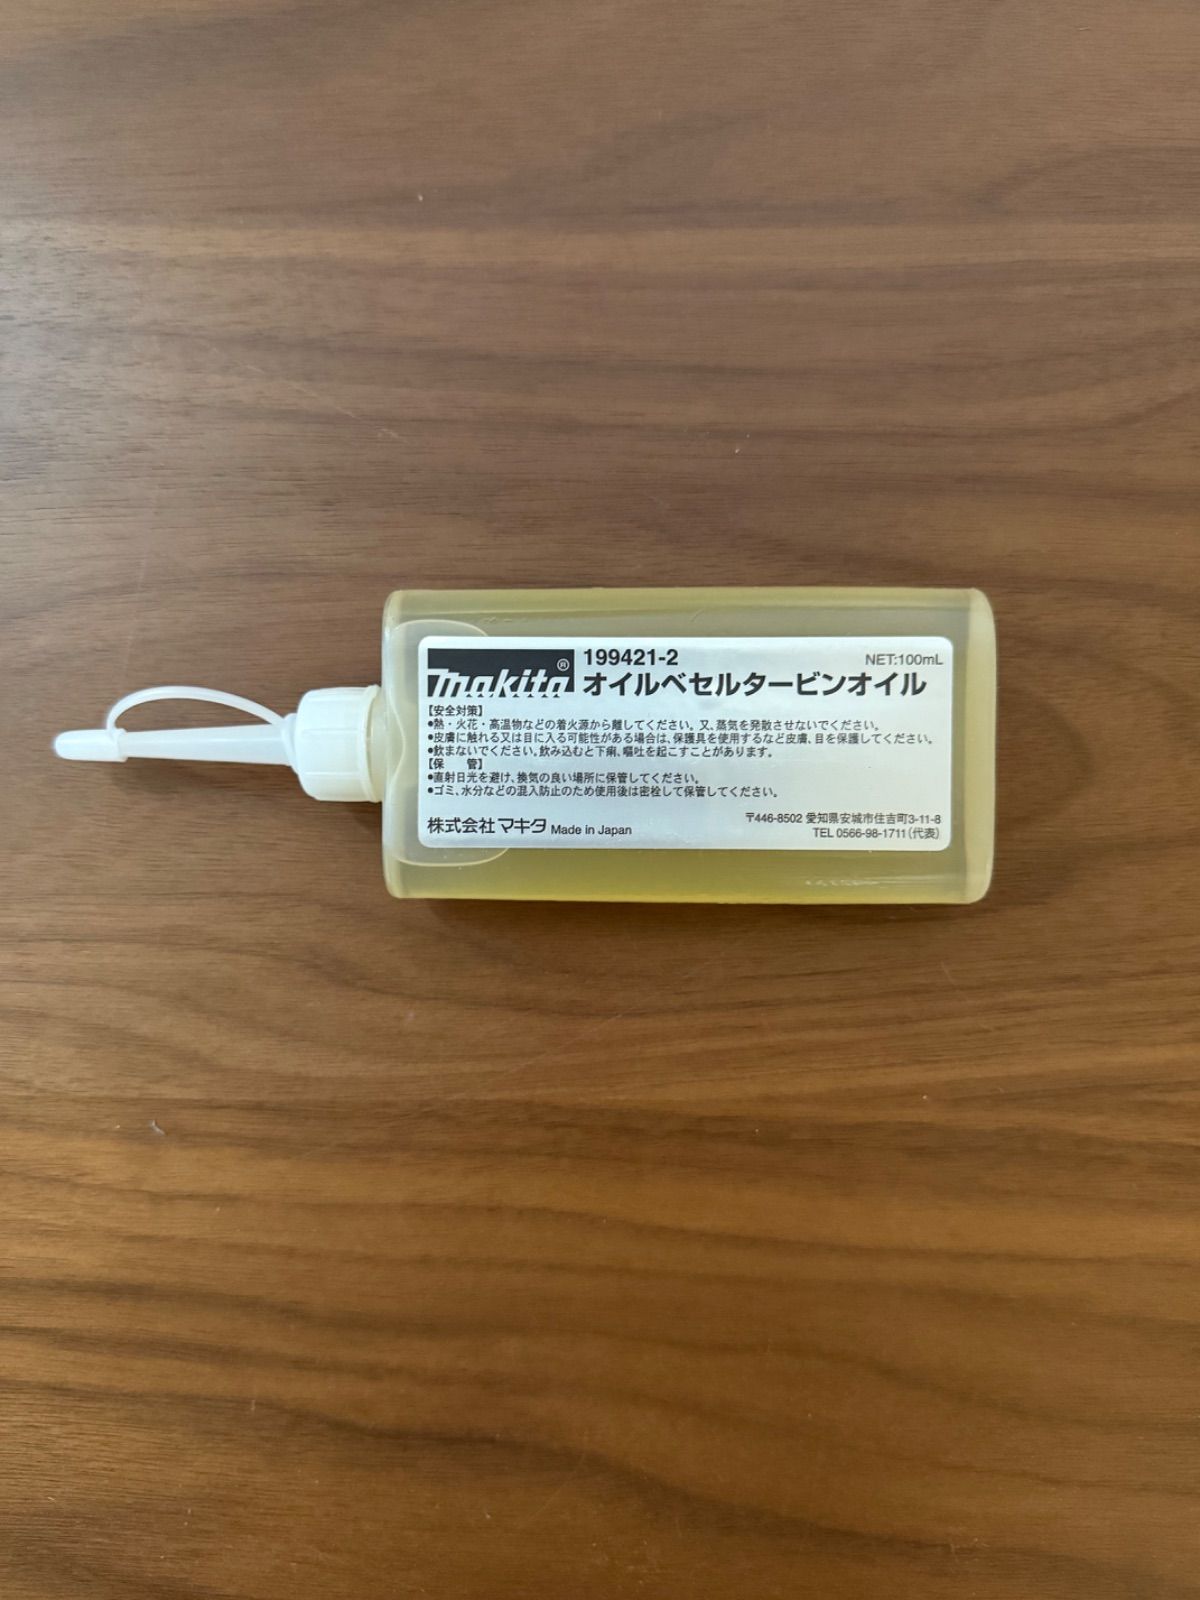 makita®
199421-2
NET:100mL
オイルベセルタービンオイル
【安全対策】
●熱・火花・高温物などの着火源から離してください。又、蒸気を発散させないでください。
●皮膚に触れる又は目に入る可能性がある場合は、保護具を使用するなど皮膚、目を保護してください。
●飲まないでください。飲み込むと下痢、嘔吐を起こすことがあります。
【保　管】
●直射日光を避け、換気の良い場所に保管してください。
●ゴミ、水分などの混入防止のため使用後は密栓して保管してください。
株式会社 マキタ Made in Japan
〒446-8502 愛知県安城市住吉町3-11-8
TEL 0566-98-1711(代表)